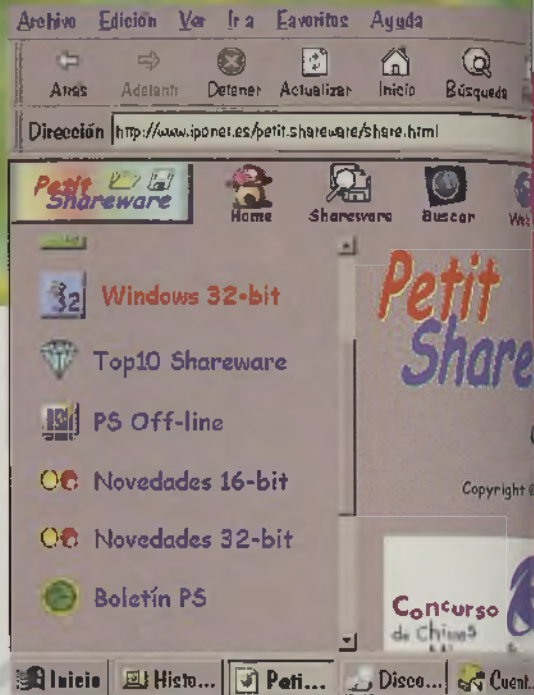 Archivo Edición Ver Ir a Favoritos Ayuda
Atrás Adelante Detener Actualizar Inicio Búsqueda
Dirección http://www.iponet.es/petit.shareware/share.html
Petit Shareware
Home Shareware Buscar
Windows 32-bit
Top10 Shareware
PS Off-line
Novedades 16-bit
Novedades 32-bit
Boletín PS
Petit
Share
Copyright
Concurso
de Chistes
Inicio Histo... Peti... Disco... Cuent...